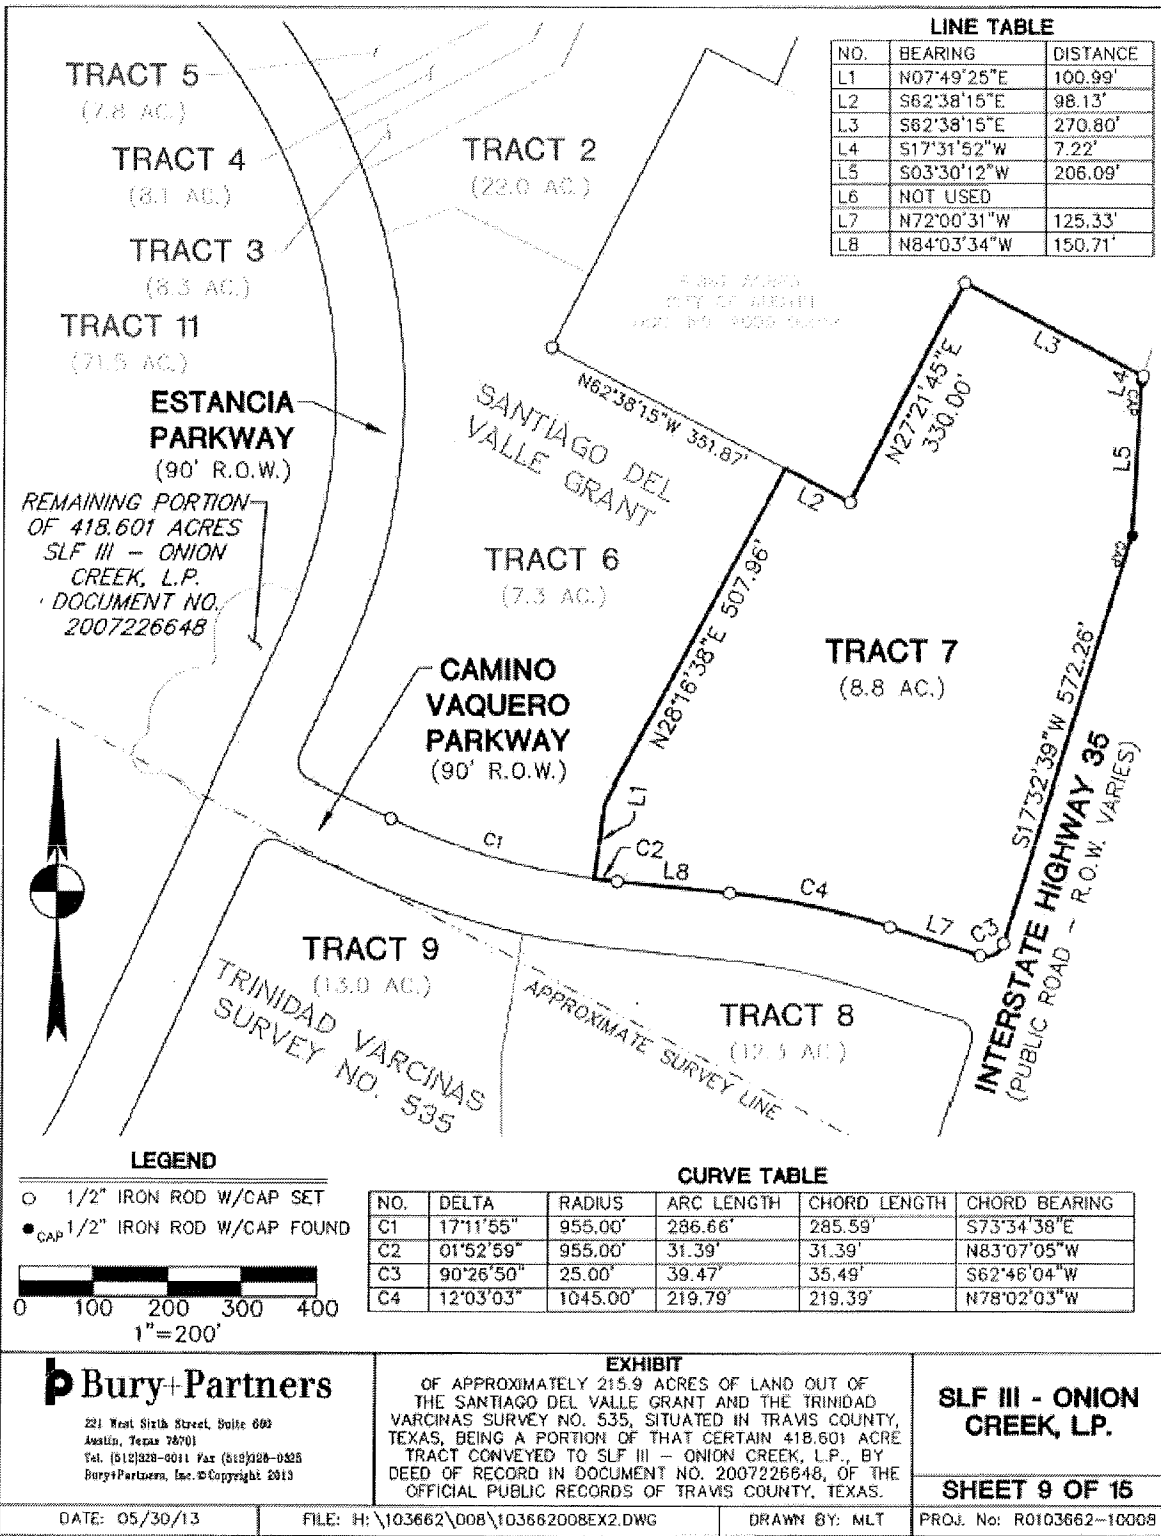 LINE TABLE
NO. BEARING DISTANCE
L1 N07°49'25"E 100.99'
L2 S62°38'15"E 98.13'
L3 S62°38'15"E 270.80'
L4 S17°31'52"W 7.22'
L5 S03°30'12"W 206.09'
L6 NOT USED
L7 N72°00'31"W 125.33'
L8 N84°03'34"W 150.71'
TRACT 5
(7.8 AC.)
TRACT 4
(8.1 AC.)
TRACT 3
(8.3 AC.)
TRACT 11
(71.5 AC.)
TRACT 2
(22.0 AC.)
ESTANCIA
PARKWAY
(90' R.O.W.)
REMAINING PORTION
OF 418.601 ACRES
SLF III - ONION
CREEK, L.P.
DOCUMENT NO.
2007226648
N62°38'15"W 351.87'
SANTIAGO DEL
VALLE GRANT
L2
N27°21'45"E
330.00'
L3
L4
CAP
L5
CAP
TRACT 6
(7.3 AC.)
N28°16'38"E 507.96'
TRACT 7
(8.8 AC.)
S17°32'39"W 572.26'
INTERSTATE HIGHWAY 35
(PUBLIC ROAD - R.O.W. VARIES)
CAMINO
VAQUERO
PARKWAY
(90' R.O.W.)
L1
C1
C2
L8
C4
L7
C3
TRACT 9
(13.0 AC.)
TRINIDAD VARCINAS
SURVEY NO. 535
APPROXIMATE SURVEY LINE
TRACT 8
AC.)
LEGEND
1/2" IRON ROD W/CAP SET
CAP 1/2" IRON ROD W/CAP FOUND
0 100 200 300 400
1"=200'
CURVE TABLE
NO. DELTA RADIUS ARC LENGTH CHORD LENGTH CHORD BEARING
C1 17°11'55" 955.00' 286.66' 285.59' S73°34'38"E
C2 01°52'59" 955.00' 31.39' 31.39' N83°07'05"W
C3 90°26'50" 25.00' 39.47' 35.49' S62°46'04"W
C4 12°03'03" 1045.00' 219.79' 219.39' N78°02'03"W
Bury+Partners
221 West Sixth Street, Suite 600
Austin, Texas 78701
Tel. (512)328-0011 Fax (512)328-0325
Bury+Partners, Inc. ©Copyright 2013
EXHIBIT
OF APPROXIMATELY 215.9 ACRES OF LAND OUT OF
THE SANTIAGO DEL VALLE GRANT AND THE TRINIDAD
VARCINAS SURVEY NO. 535, SITUATED IN TRAVIS COUNTY,
TEXAS, BEING A PORTION OF THAT CERTAIN 418.601 ACRE
TRACT CONVEYED TO SLF III - ONION CREEK, L.P., BY
DEED OF RECORD IN DOCUMENT NO. 2007226648, OF THE
OFFICIAL PUBLIC RECORDS OF TRAVIS COUNTY, TEXAS.
SLF III - ONION
CREEK, LP.
SHEET 9 OF 15
DATE: 05/30/13
FILE: H:\103662\008\103662008EX2.DWG
DRAWN BY: MLT
PROJ. No: R0103662-10008